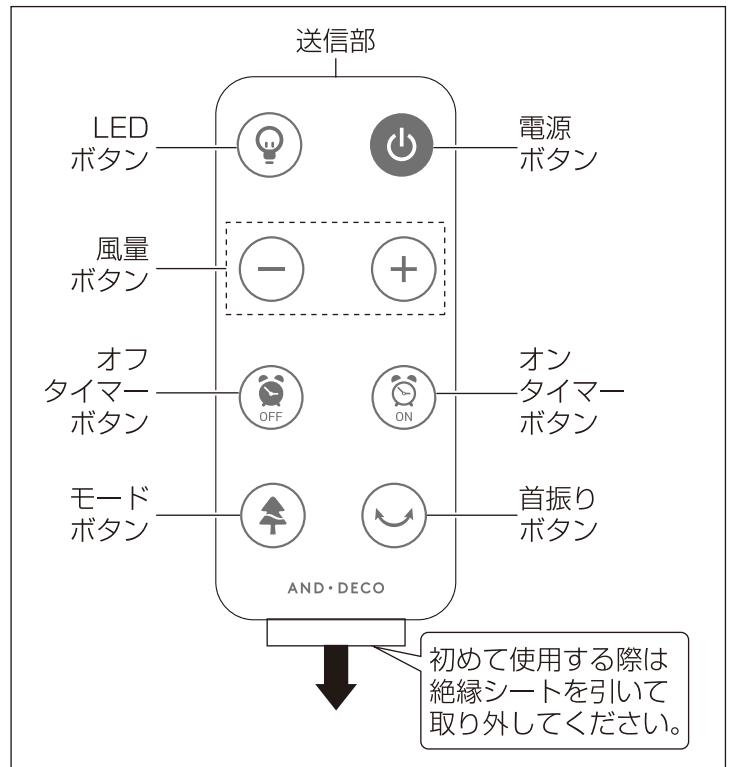 送信部
LED
ボタン
電源
ボタン
風量
ボタン
オフ
タイマー
ボタン
OFF
ON
オン
タイマー
ボタン
モード
ボタン
首振り
ボタン
AND・DECO
初めて使用する際は
絶縁シートを引いて
取り外してください。